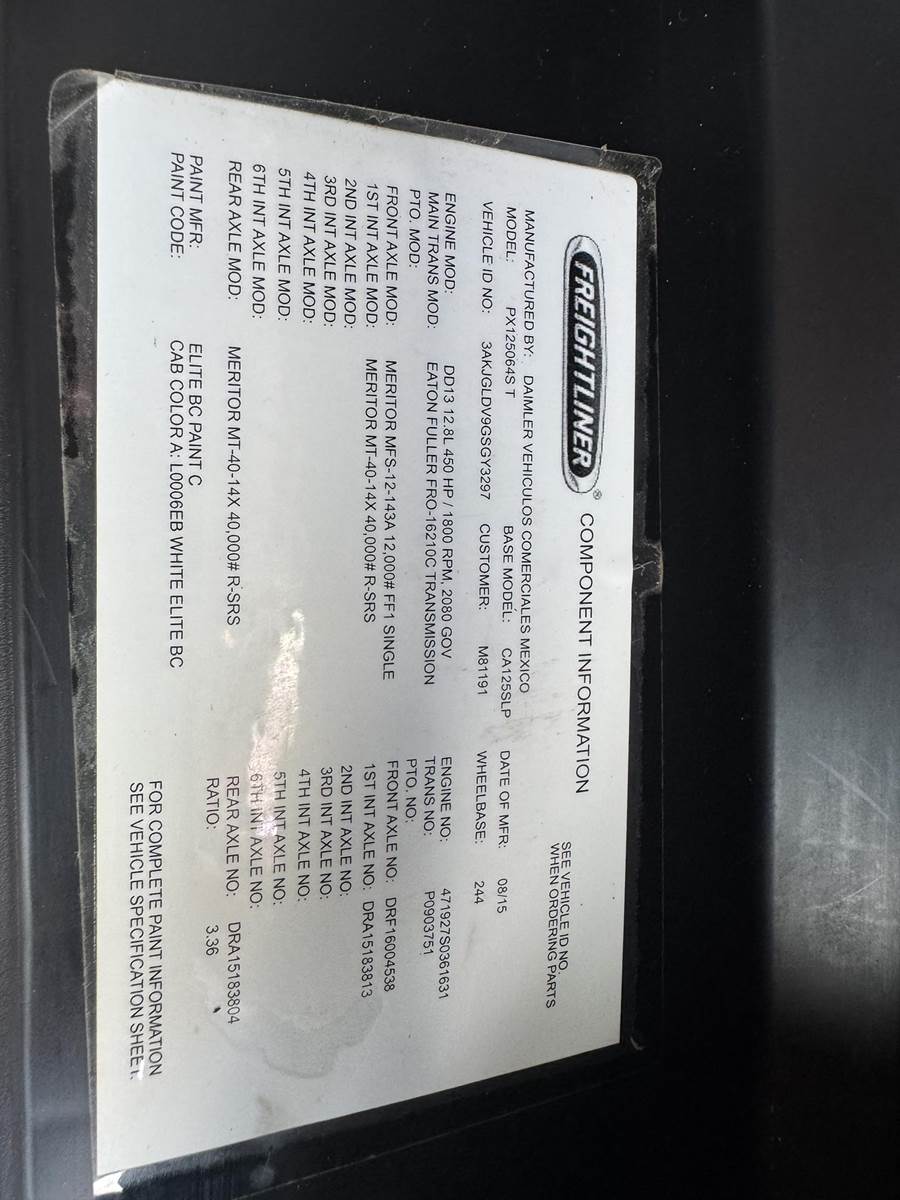 FREIGHTLINER® COMPONENT INFORMATION
SEE VEHICLE ID NO.
WHEN ORDERING PARTS
MANUFACTURED BY: DAIMLER VEHICULOS COMERCIALES MEXICO
MODEL: PX125064S T BASE MODEL: CA125SLP DATE OF MFR: 08/15
VEHICLE ID NO: 3AKJGLDV9GSGY3297 CUSTOMER: M81191 WHEELBASE: 244
ENGINE MOD: DD13 12.8L 450 HP / 1800 RPM, 2080 GOV ENGINE NO: 471927S0361631
MAIN TRANS MOD: EATON FULLER FRO-16210C TRANSMISSION TRANS NO: P0903751
PTO. MOD: PTO. NO:
FRONT AXLE MOD: MERITOR MFS-12-143A 12,000# FF1 SINGLE FRONT AXLE NO: DRF16004538
1ST INT AXLE MOD: MERITOR MT-40-14X 40,000# R-SRS 1ST INT AXLE NO: DRA15183813
2ND INT AXLE MOD: 2ND INT AXLE NO:
3RD INT AXLE MOD: 3RD INT AXLE NO:
4TH INT AXLE MOD: 4TH INT AXLE NO:
5TH INT AXLE MOD: 5TH INT AXLE NO:
6TH INT AXLE MOD: 6TH INT AXLE NO:
REAR AXLE MOD: MERITOR MT-40-14X 40,000# R-SRS REAR AXLE NO: DRA15183804
RATIO: 3.36
PAINT MFR: ELITE BC PAINT C
PAINT CODE: CAB COLOR A: L0006EB WHITE ELITE BC
FOR COMPLETE PAINT INFORMATION
SEE VEHICLE SPECIFICATION SHEET.